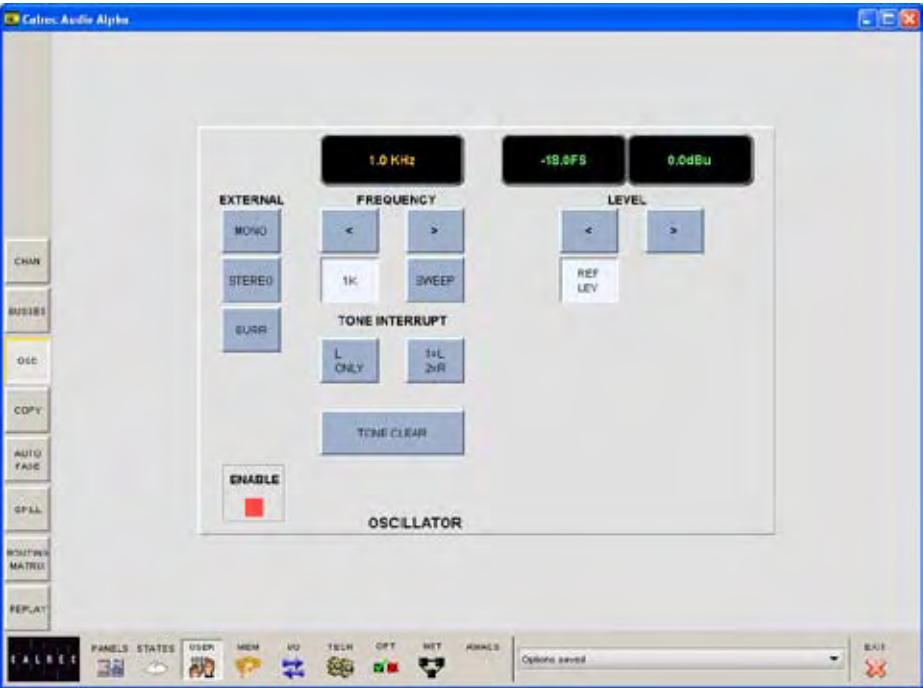 Calrec Audio Alpha
1.0 KHz
-18.0FS
0.0dBu
EXTERNAL
FREQUENCY
LEVEL
MONO
<
>
<
>
STEREO
1K
SWEEP
REF
LEV
SURR
TONE INTERRUPT
L
ONLY
1=L
2=R
TONE CLEAR
ENABLE
OSCILLATOR
CHAN
BUSSES
OSC
COPY
AUTO
FADE
SPILL
ROUTING
MATRIX
REPLAY
CALREC
PANELS
STATES
USER
MEM
I/O
TECH
OPT
NET
AWACS
Options saved
EXIT